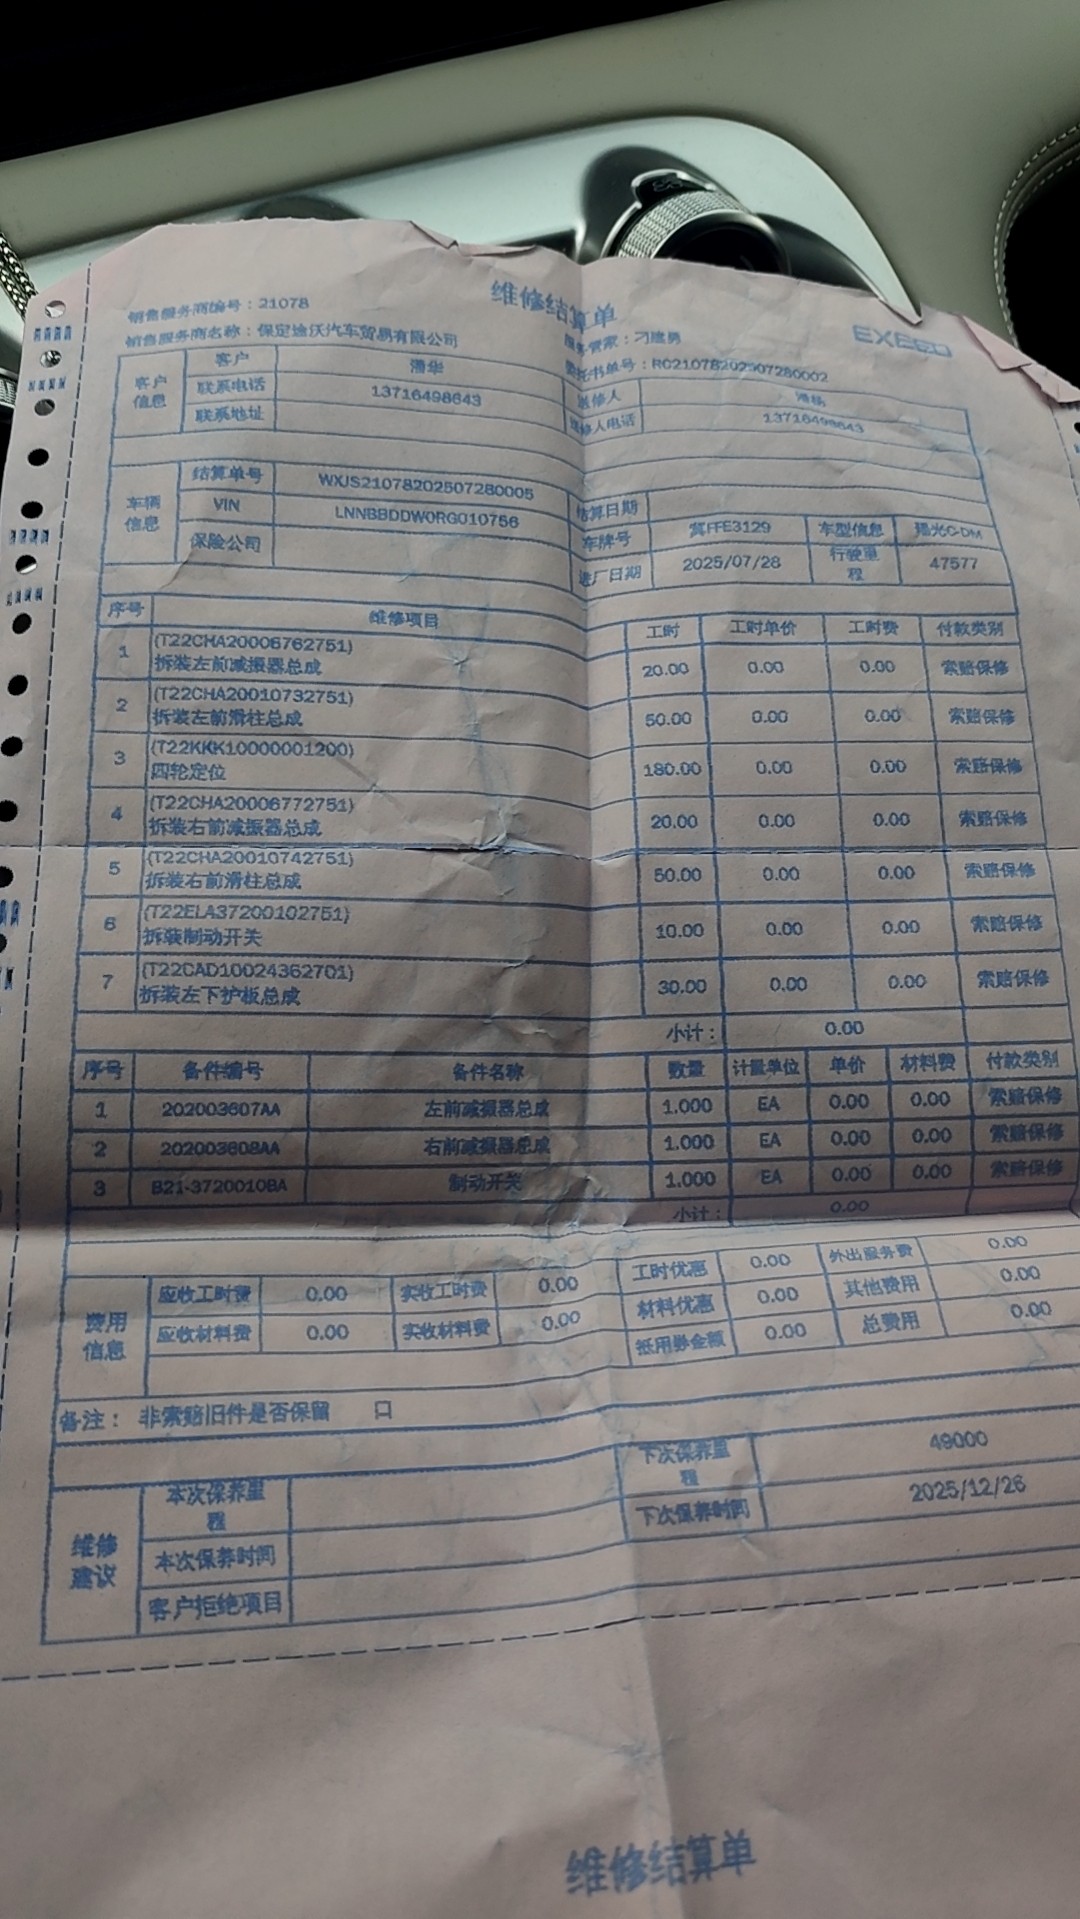 维修结算单
EXEED
销售服务商编号：21078
销售服务商名称：保定途沃汽车贸易有限公司
服务管家：刁建勇
委托书单号：RO21078202507280002
客户信息 客户 潘华 送修人
联系电话 13716498643 送修人电话 13716498643
联系地址
车辆信息 结算单号 WXJS21078202507280005 结算日期
VIN LNNBBDDW0RG010756 车牌号 冀FFE3129 车型信息 瑶光C-DM
保险公司 进厂日期 2025/07/28 行驶里程 47577
序号 维修项目 工时 工时单价 工时费 付款类别
1 (T22CHA20006762751) 拆装左前减振器总成 20.00 0.00 0.00 索赔保修
2 (T22CHA20010732751) 拆装左前滑柱总成 50.00 0.00 0.00 索赔保修
3 (T22KKK10000001200) 四轮定位 180.00 0.00 0.00 索赔保修
4 (T22CHA20006772751) 拆装右前减振器总成 20.00 0.00 0.00 索赔保修
5 (T22CHA20010742751) 拆装右前滑柱总成 50.00 0.00 0.00 索赔保修
6 (T22ELA37200102751) 拆装制动开关 10.00 0.00 0.00 索赔保修
7 (T22CAD10024362701) 拆装左下护板总成 30.00 0.00 0.00 索赔保修
小计： 0.00
序号 备件编号 备件名称 数量 计量单位 单价 材料费 付款类别
1 202003607AA 左前减振器总成 1.000 EA 0.00 0.00 索赔保修
2 202003608AA 右前减振器总成 1.000 EA 0.00 0.00 索赔保修
3 B21-3720010BA 制动开关 1.000 EA 0.00 0.00 索赔保修
小计： 0.00
费用信息 应收工时费 0.00 实收工时费 0.00 工时优惠 0.00 外出服务费 0.00
应收材料费 0.00 实收材料费 0.00 材料优惠 0.00 其他费用 0.00
抵用券金额 0.00 总费用 0.00
备注： 非索赔旧件是否保留 口
维修建议 本次保养里程 下次保养里程 49000
本次保养时间 下次保养时间 2025/12/26
客户拒绝项目
维修结算单